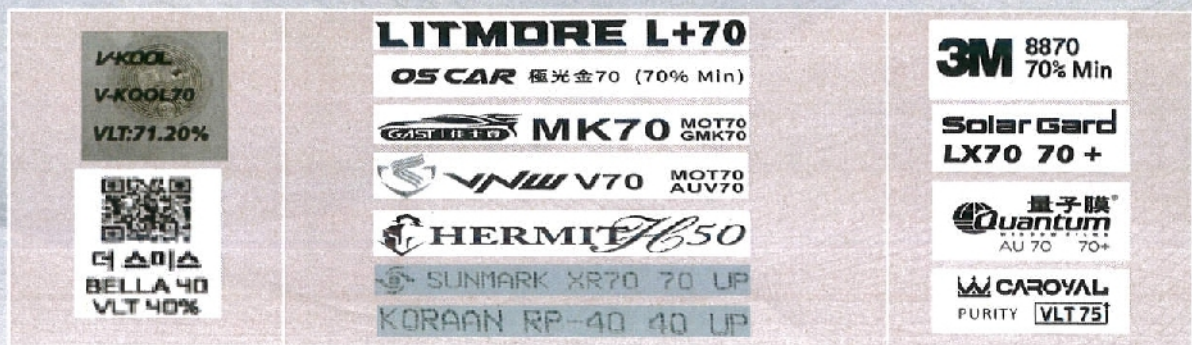 V-KOOL
V-KOOL70
VLT:71.20%
더 스미스
BELLA 40
VLT 40%
LITMORE L+70
OSCAR 極光金70 (70% Min)
MK70 MOT70
GMK70
VNW V70 MOT70
AUV70
HERMIT H50
SUNMARK XR70 70 UP
KORAAN RP-40 40 UP
3M 8870
70% Min
Solar Gard
LX70 70 +
量子膜®
Quantum
AU 70 70+
CAROYAL
PURITY VLT 75↑